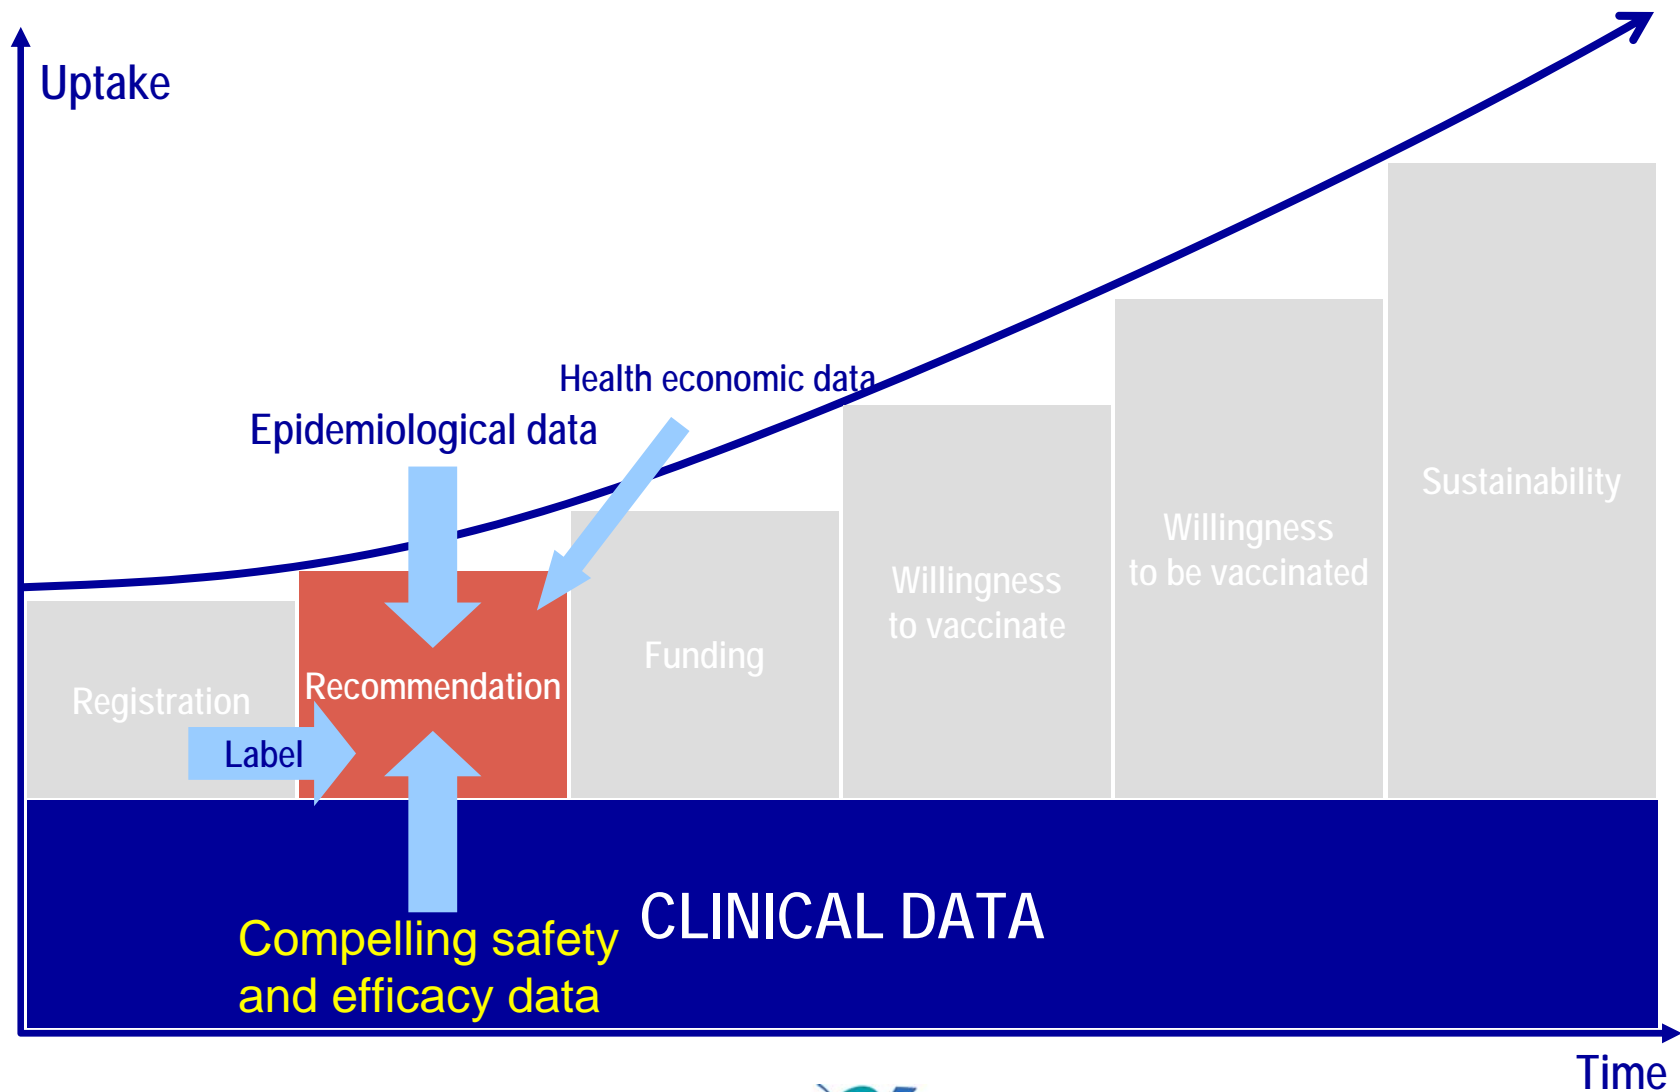 Uptake
Health economic data
Epidemiological data
Sustainability
Willingness
to be vaccinated
Willingness
to vaccinate
Funding
Recommendation
Registration
Label
CLINICAL DATA
Compelling safety
and efficacy data
Time